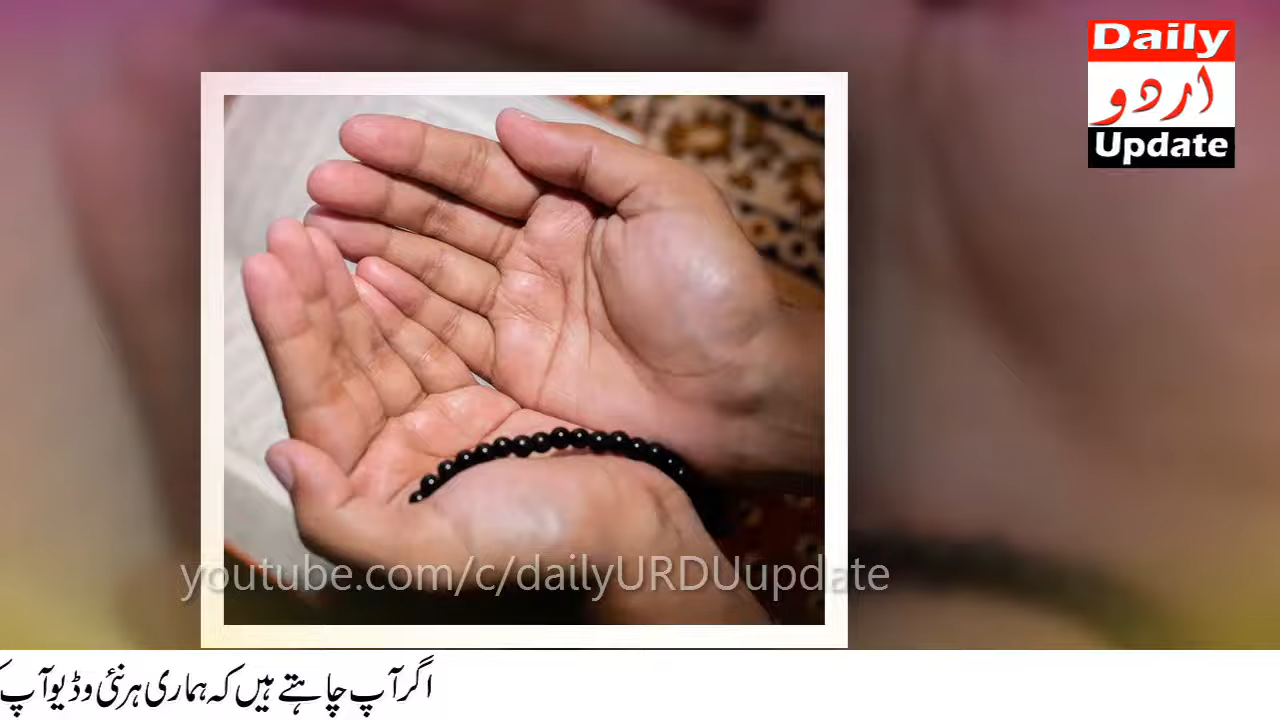 Daily
اردو
Update
youtube.com/c/dailyURDUupdate
اگر آپ چاہتے ہیں کہ ہماری ہر نئی وڈیو آپ